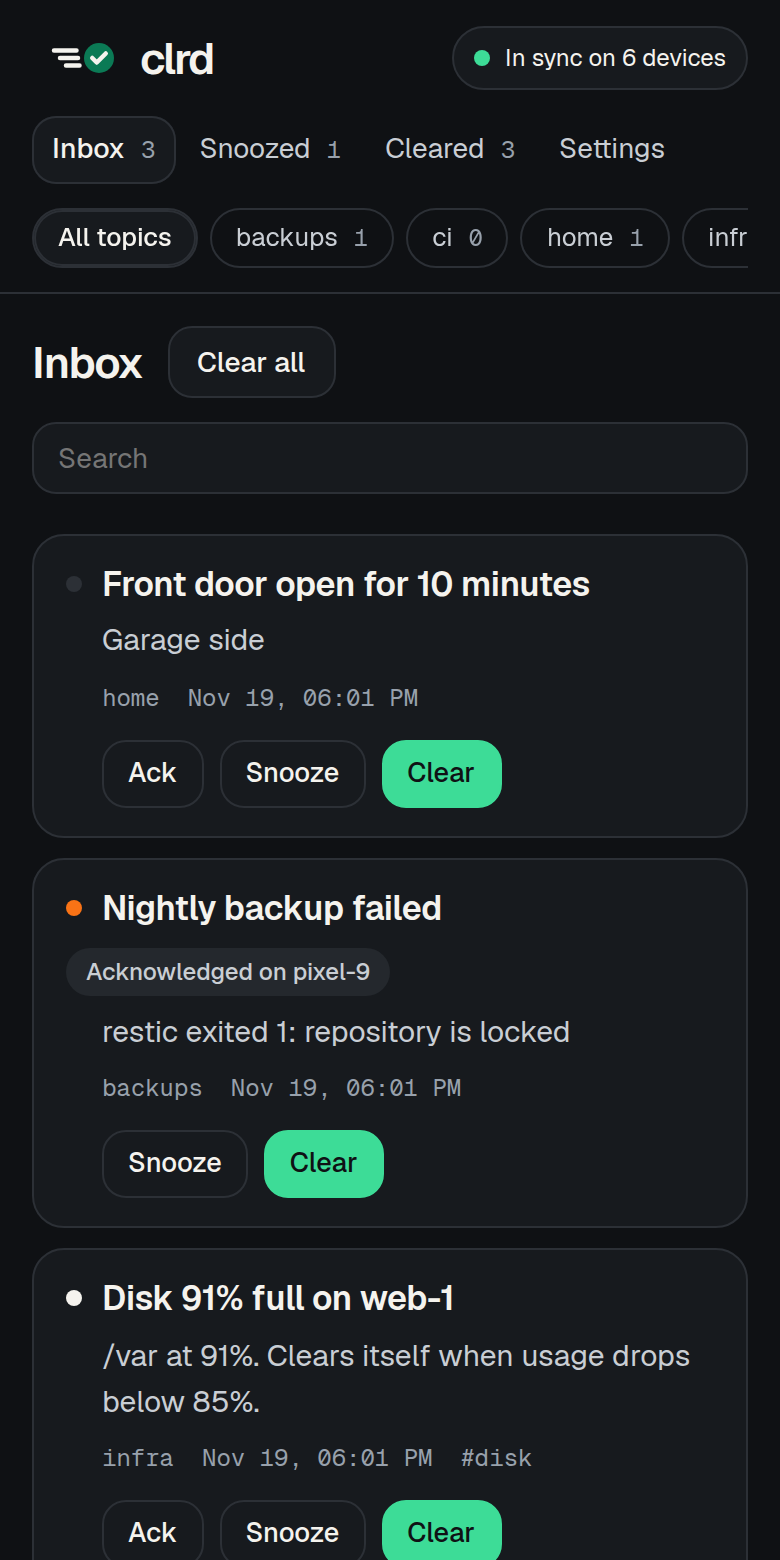 clrd
In sync on 6 devices
Inbox 3 Snoozed 1 Cleared 3 Settings
All topics backups 1 ci 0 home 1 infr
Inbox Clear all
Search
Front door open for 10 minutes
Garage side
home Nov 19, 06:01 PM
Ack Snooze Clear
Nightly backup failed
Acknowledged on pixel-9
restic exited 1: repository is locked
backups Nov 19, 06:01 PM
Snooze Clear
Disk 91% full on web-1
/var at 91%. Clears itself when usage drops
below 85%.
infra Nov 19, 06:01 PM #disk
Ack Snooze Clear